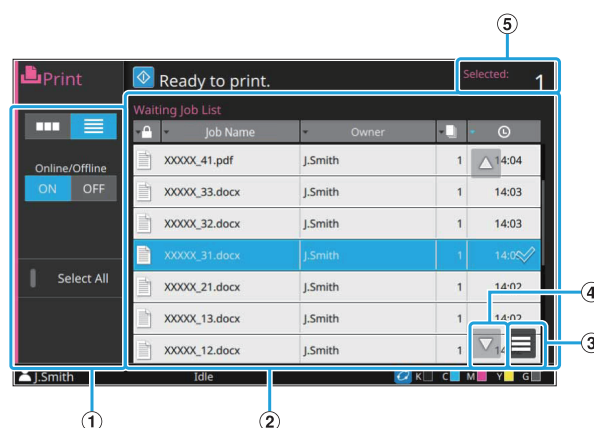 ⑤
Print
Ready to print.
Selected: 1
Waiting Job List
Job Name Owner
Online/Offline
ON OFF
Select All
XXXXX_41.pdf J.Smith 1 14:04
XXXXX_33.docx J.Smith 1 14:03
XXXXX_32.docx J.Smith 1 14:03
XXXXX_31.docx J.Smith 1
XXXXX_21.docx J.Smith 1 14:02
XXXXX_13.docx J.Smith 1 14:02
XXXXX_12.docx J.Smith 1 14
④
③
J.Smith Idle K C M Y G
① ②